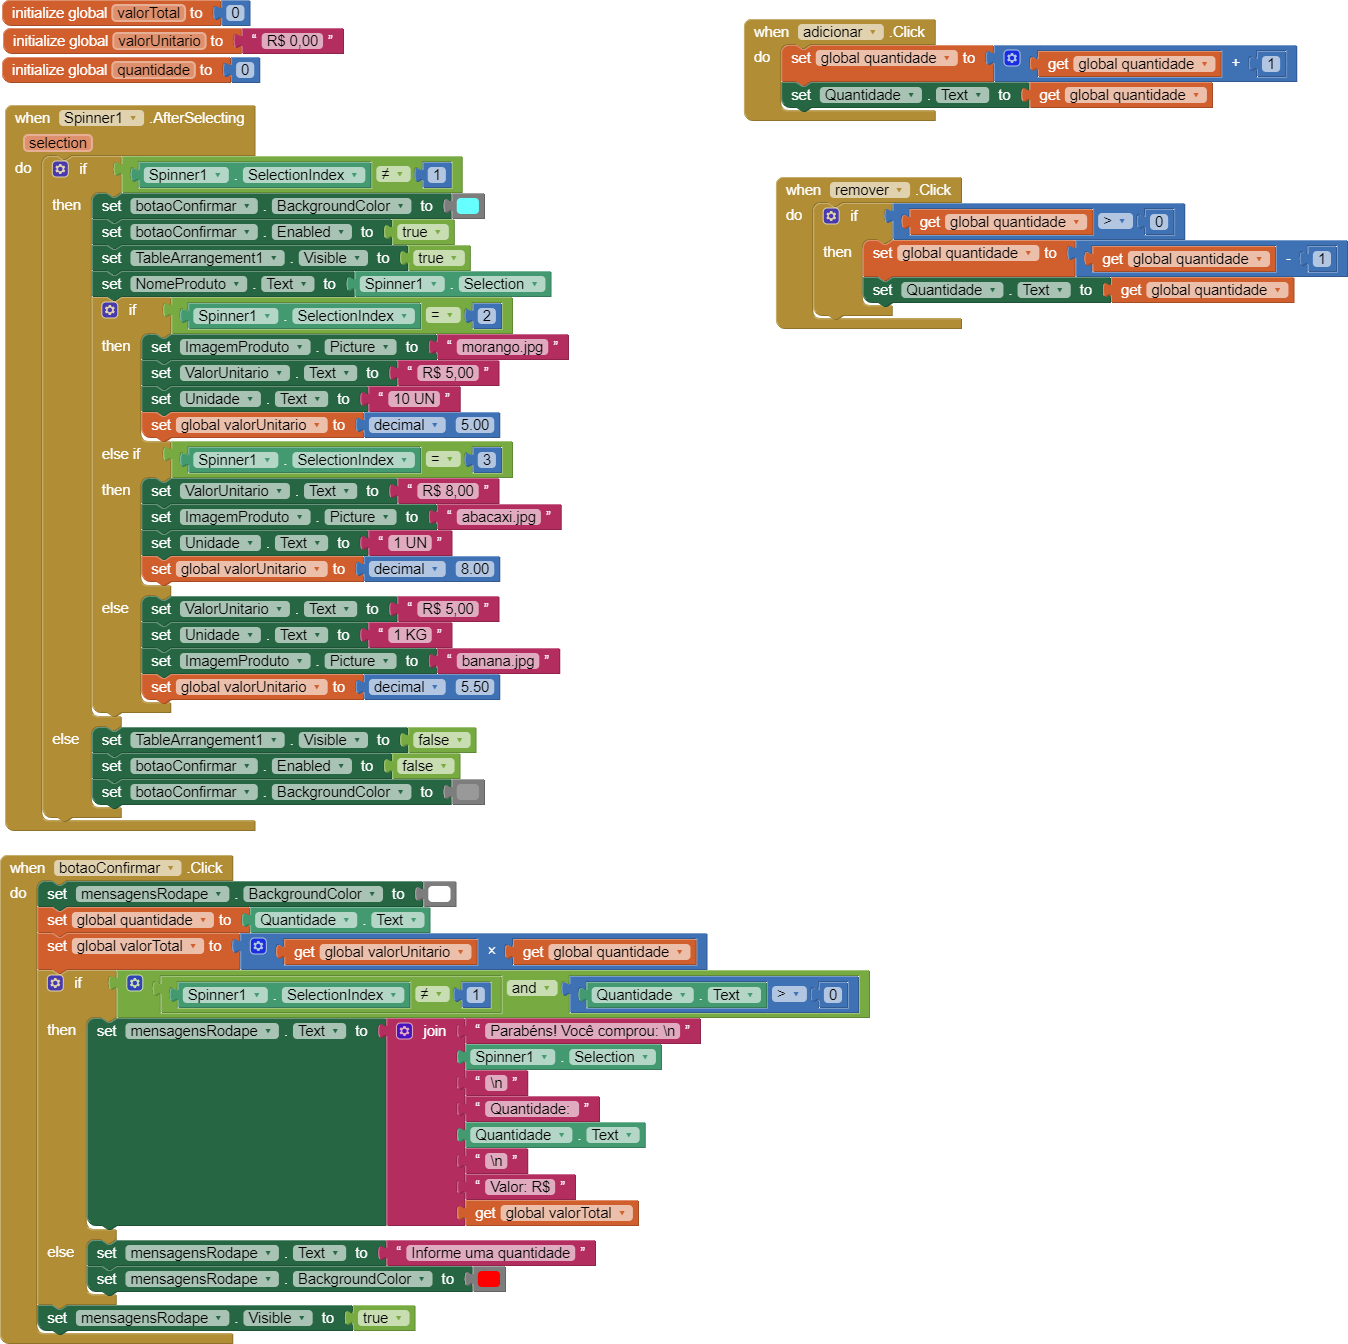 initialize global valorTotal to 0
initialize global valorUnitario to “ R$ 0,00 ”
initialize global quantidade to 0
when Spinner1 .AfterSelecting
selection
do if Spinner1 . SelectionIndex ≠ 1
then set botaoConfirmar . BackgroundColor to
set botaoConfirmar . Enabled to true
set TableArrangement1 . Visible to true
set NomeProduto . Text to Spinner1 . Selection
if Spinner1 . SelectionIndex = 2
then set ImagemProduto . Picture to “ morango.jpg ”
set ValorUnitario . Text to “ R$ 5,00 ”
set Unidade . Text to “ 10 UN ”
set global valorUnitario to decimal 5.00
else if Spinner1 . SelectionIndex = 3
then set ValorUnitario . Text to “ R$ 8,00 ”
set ImagemProduto . Picture to “ abacaxi.jpg ”
set Unidade . Text to “ 1 UN ”
set global valorUnitario to decimal 8.00
else set ValorUnitario . Text to “ R$ 5,00 ”
set Unidade . Text to “ 1 KG ”
set ImagemProduto . Picture to “ banana.jpg ”
set global valorUnitario to decimal 5.50
else set TableArrangement1 . Visible to false
set botaoConfirmar . Enabled to false
set botaoConfirmar . BackgroundColor to
when botaoConfirmar .Click
do set mensagensRodape . BackgroundColor to
set global quantidade to Quantidade . Text
set global valorTotal to get global valorUnitario × get global quantidade
if Spinner1 . SelectionIndex ≠ 1 and Quantidade . Text > 0
then set mensagensRodape . Text to join “ Parabéns! Você comprou: \n ”
Spinner1 . Selection
“ \n ”
“ Quantidade: ”
Quantidade . Text
“ \n ”
“ Valor: R$ ”
get global valorTotal
else set mensagensRodape . Text to “ Informe uma quantidade ”
set mensagensRodape . BackgroundColor to
set mensagensRodape . Visible to true
when adicionar .Click
do set global quantidade to get global quantidade + 1
set Quantidade . Text to get global quantidade
when remover .Click
do if get global quantidade > 0
then set global quantidade to get global quantidade - 1
set Quantidade . Text to get global quantidade